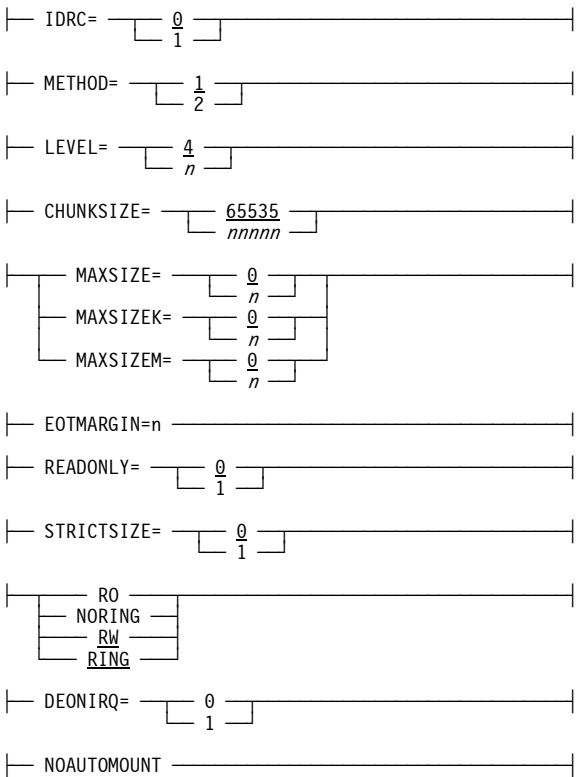 IDRC= 0
1
METHOD= 1
2
LEVEL= 4
n
CHUNKSIZE= 65535
nnnnn
MAXSIZE= 0
n
MAXSIZEK= 0
n
MAXSIZEM= 0
n
EOTMARGIN=n
READONLY= 0
1
STRICTSIZE= 0
1
RO
NORING
RW
RING
DEONIRQ= 0
1
NOAUTOMOUNT